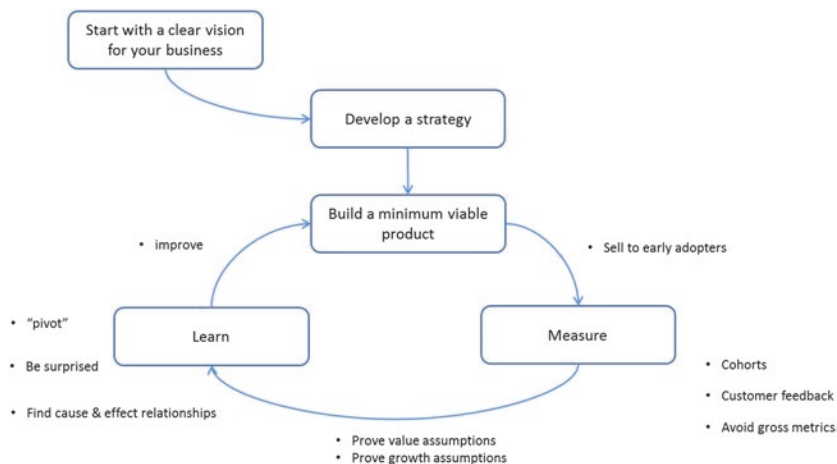 Start with a clear vision
for your business
Develop a strategy
Build a minimum viable
product
• improve
• Sell to early adopters
• "pivot"
Learn
Measure
• Be surprised
• Cohorts
• Customer feedback
• Find cause & effect relationships
• Avoid gross metrics
• Prove value assumptions
• Prove growth assumptions